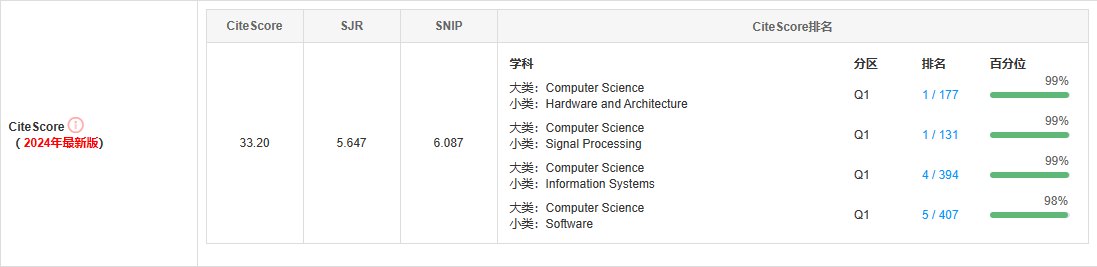 CiteScore SJR SNIP CiteScore排名
学科 分区 排名 百分位
99%
大类：Computer Science
Q1 1 / 177
小类：Hardware and Architecture
99%
大类：Computer Science
Q1 1 / 131
小类：Signal Processing
CiteScore
（ 2024年最新版)
33.20 5.647 6.087
99%
大类：Computer Science
Q1 4 / 394
小类：Information Systems
98%
大类：Computer Science
Q1 5 / 407
小类：Software